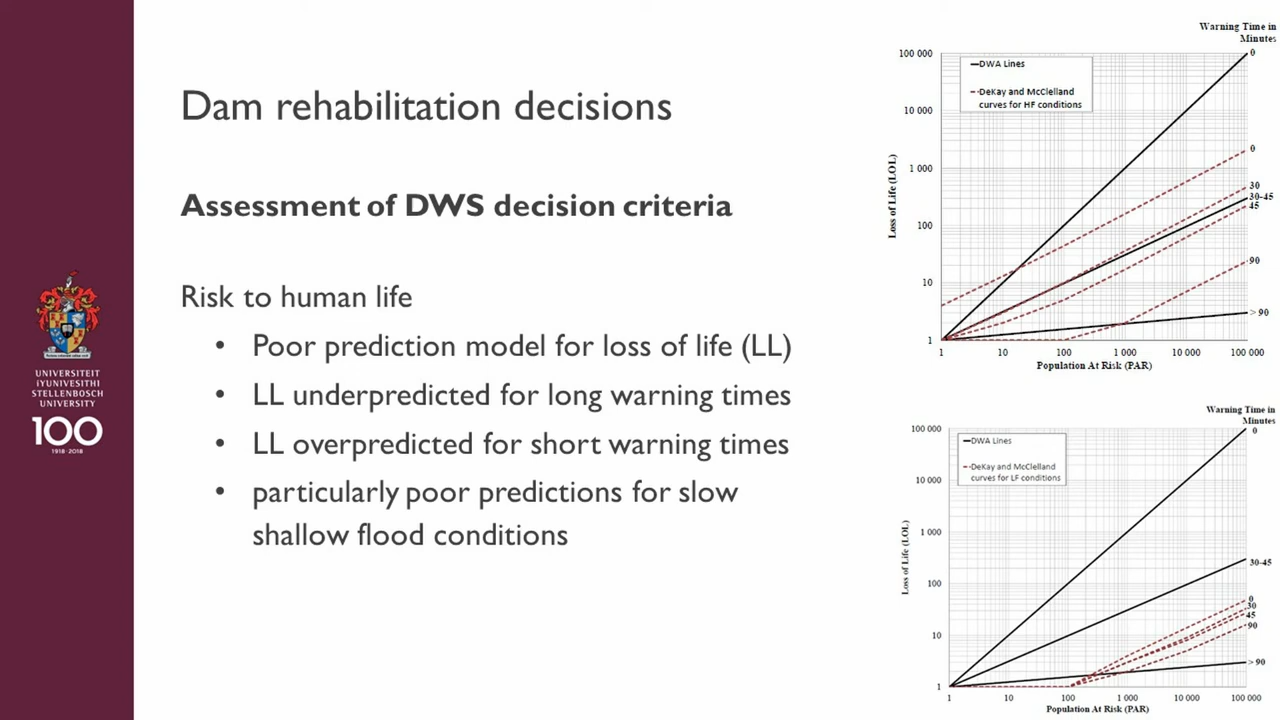 Dam rehabilitation decisions
Assessment of DWS decision criteria
Risk to human life
• Poor prediction model for loss of life (LL)
• LL underpredicted for long warning times
• LL overpredicted for short warning times
• particularly poor predictions for slow
shallow flood conditions
UNIVERSITEIT
iYUNIVESITHI
STELLENBOSCH
UNIVERSITY
100
1918·2018
Warning Time in
Minutes
DWA Lines
DeKay and McClelland
curves for HF conditions
Loss of Life (LOL)
100 000
10 000
1 000
100
10
1
0
0
30
30-45
45
90
> 90
1 10 100 1 000 10 000 100 000
Population At Risk (PAR)
Warning Time in
Minutes
DWA Lines
DeKay and McClelland
curves for LF conditions
Loss of Life (LOL)
100 000
10 000
1 000
100
10
1
0
30-45
0
30
45
90
> 90
1 10 100 1 000 10 000 100 000
Population At Risk (PAR)